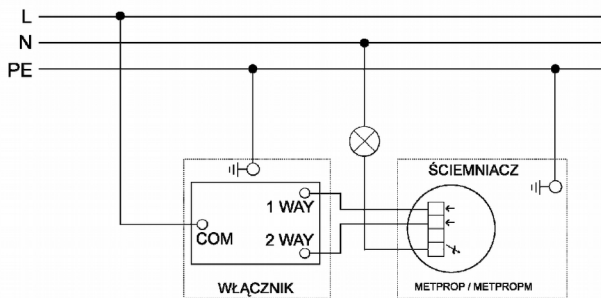 L
N
PE
ŚCIEMNIACZ
1 WAY
COM
2 WAY
WŁĄCZNIK
METPROP / METPROPM